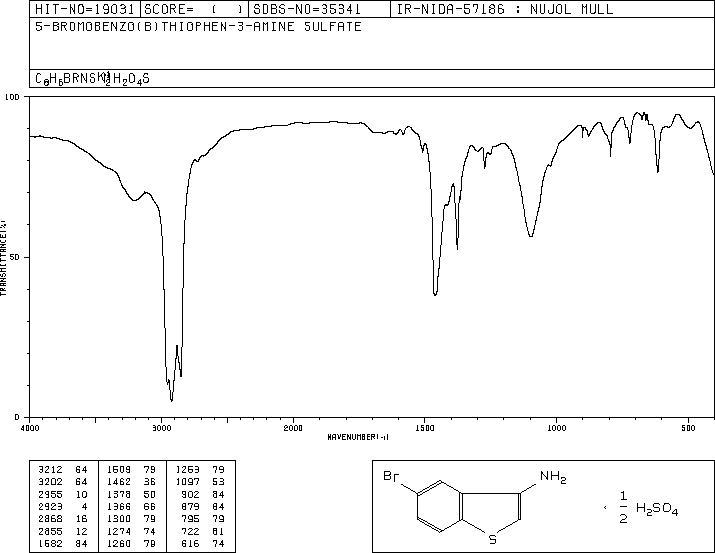 HIT-NO=19031 SCORE= ( ) SDBS-NO=35341 IR-NIDA-57186 : NUJOL MULL
5-BROMOBENZO(B)THIOPHEN-3-AMINE SULFATE
100
50
0
TRANSMITTANCE(%)
4000 3000 2000 1500 1000 500
WAVENUMBER(-1)
3212 64 1509 79 1253 79
3202 64 1462 36 1097 53
2955 10 1378 50 902 84
2923 4 1366 66 879 84
2868 16 1300 79 795 79
2855 12 1274 74 722 81
1582 84 1260 79 616 74
Br
NH₂
S
· 1/2 H₂SO₄